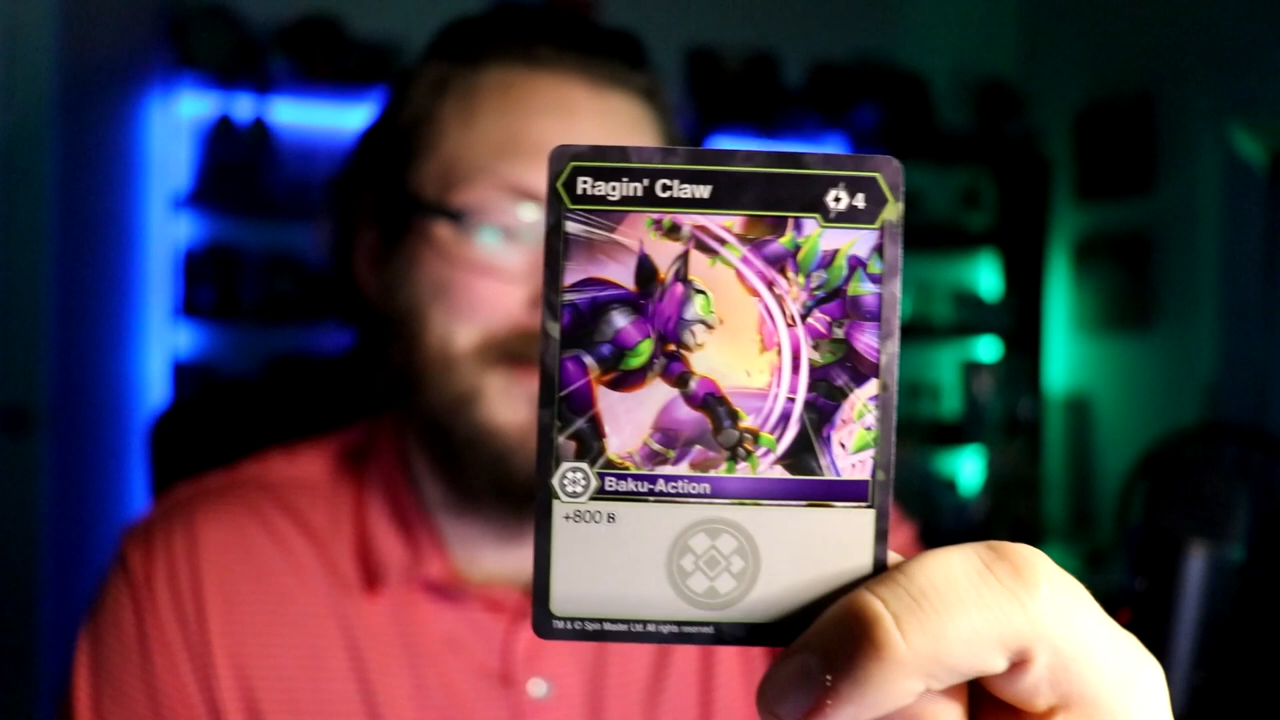 Ragin' Claw 4
Baku-Action
+800 B
TM & © Spin Master Ltd. All rights reserved.